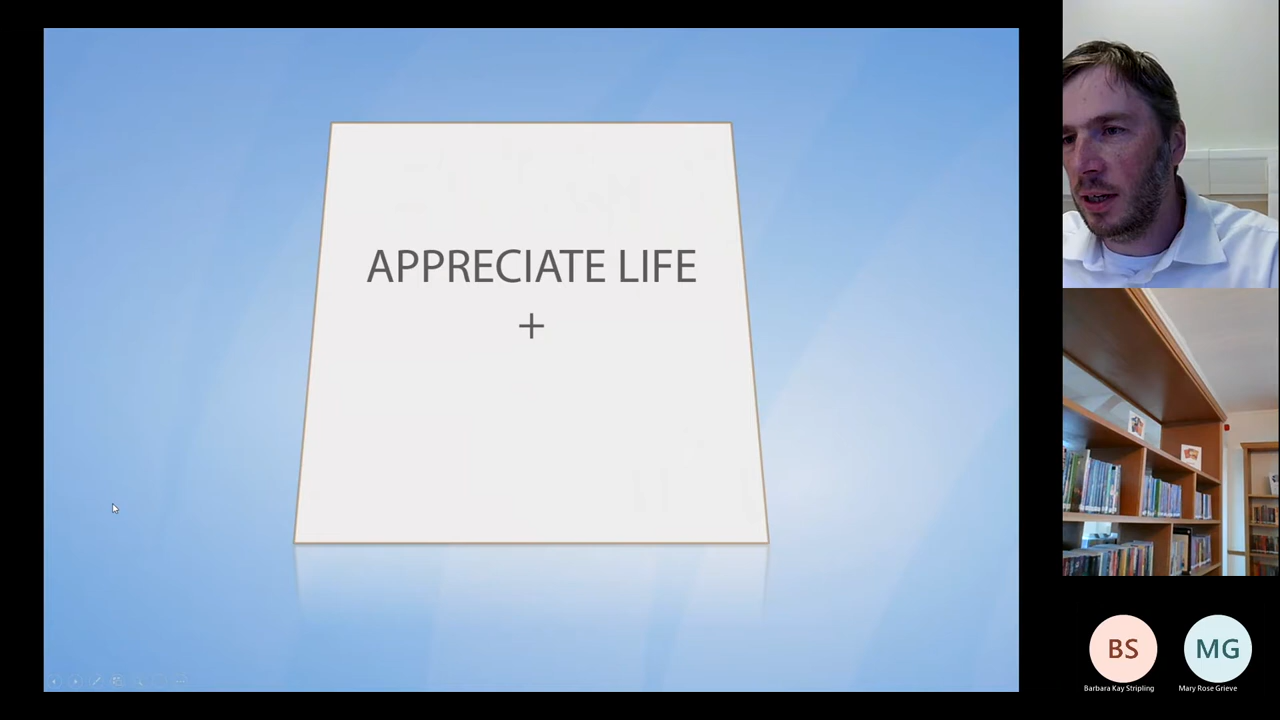 APPRECIATE LIFE
+
BS
MG
Barbara Kay Stripling
Mary Rose Grieve